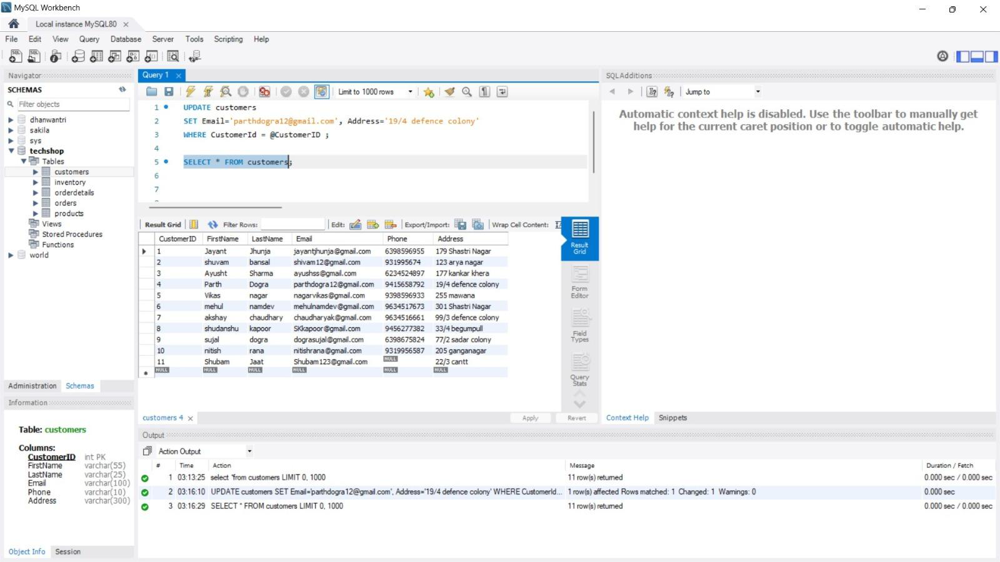 MySQL Workbench
Local instance MySQL80
File Edit View Query Database Server Tools Scripting Help
Navigator
SCHEMAS
Filter objects
dhanwantri
sakila
sys
techshop
Tables
customers
inventory
orderdetails
orders
products
Views
Stored Procedures
Functions
world
Administration Schemas
Information
Table: customers
Columns:
CustomerID int PK
FirstName varchar(55)
LastName varchar(25)
Email varchar(100)
Phone varchar(10)
Address varchar(300)
Object Info Session
Query 1
Limit to 1000 rows
1 UPDATE customers
2 SET Email='parthdogra12@gmail.com', Address='19/4 defence colony'
3 WHERE CustomerId = @CustomerID ;
4
5 SELECT * FROM customers;
6
7
Result Grid Filter Rows: Edit: Export/Import: Wrap Cell Content:
CustomerID FirstName LastName Email Phone Address
1 Jayant Jhunja jayantjhunja@gmail.com 6398596955 179 Shastri Nagar
2 shuvam bansal shivam12@gmail.com 931995674 123 arya nagar
3 Ayusht Sharma ayushss@gmail.com 6234524897 177 kankar khera
4 Parth Dogra parthdogra12@gmail.com 9415658792 19/4 defence colony
5 Vikas nagar nagarvikas@gmail.com 9398596933 255 mawana
6 mehul namdev mehulnamdev@gmail.com 9634517673 301 Shastri Nagar
7 akshay chaudhary chaudharyak@gmail.com 9634516661 99/3 defence colony
8 shudanshu kapoor SKkapoor@gmail.com 9456277382 33/4 begumpull
9 sujal dogra dograsujal@gmail.com 6398675824 77/2 sadar colony
10 nitish rana nitishrana@gmail.com 9319956587 205 ganganagar
11 Shubam Jaat Shubam123@gmail.com NULL 22/3 cantt
NULL NULL NULL NULL NULL NULL
Result
Grid
Form
Editor
Field
Types
Query
Stats
customers 4 Apply Revert
SQLAdditions
Jump to
Automatic context help is disabled. Use the toolbar to manually get
help for the current caret position or to toggle automatic help.
Context Help Snippets
Output
Action Output
# Time Action Message Duration / Fetch
1 03:13:25 select *from customers LIMIT 0, 1000 11 row(s) returned 0.000 sec / 0.000 sec
2 03:16:10 UPDATE customers SET Email='parthdogra12@gmail.com', Address='19/4 defence colony' WHERE CustomerId... 1 row(s) affected Rows matched: 1 Changed: 1 Warnings: 0 0.000 sec
3 03:16:29 SELECT * FROM customers LIMIT 0, 1000 11 row(s) returned 0.000 sec / 0.000 sec